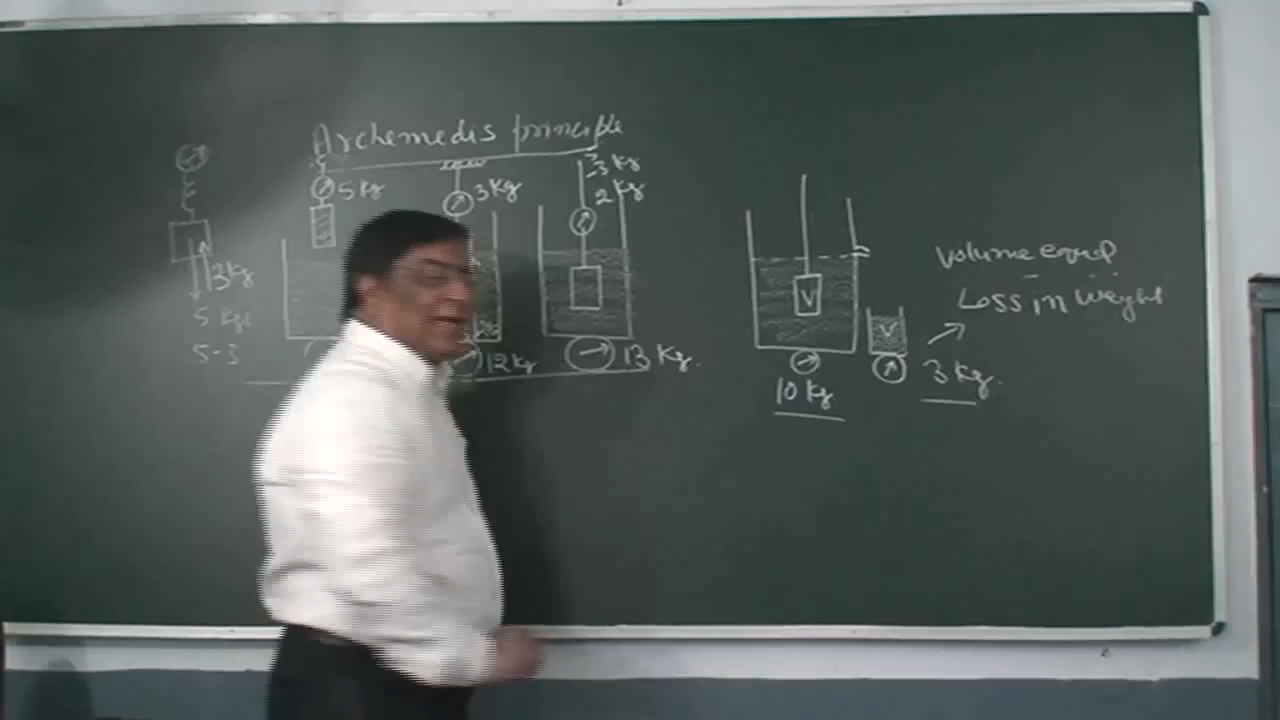 Archemedis principle
5 Kg
3 Kg
-3 Kg
2 Kg
3 Kg
5 Kg
5-3
12 Kg
13 Kg.
V
V
10 Kg
3 Kg.
Volume equal
Loss in weight